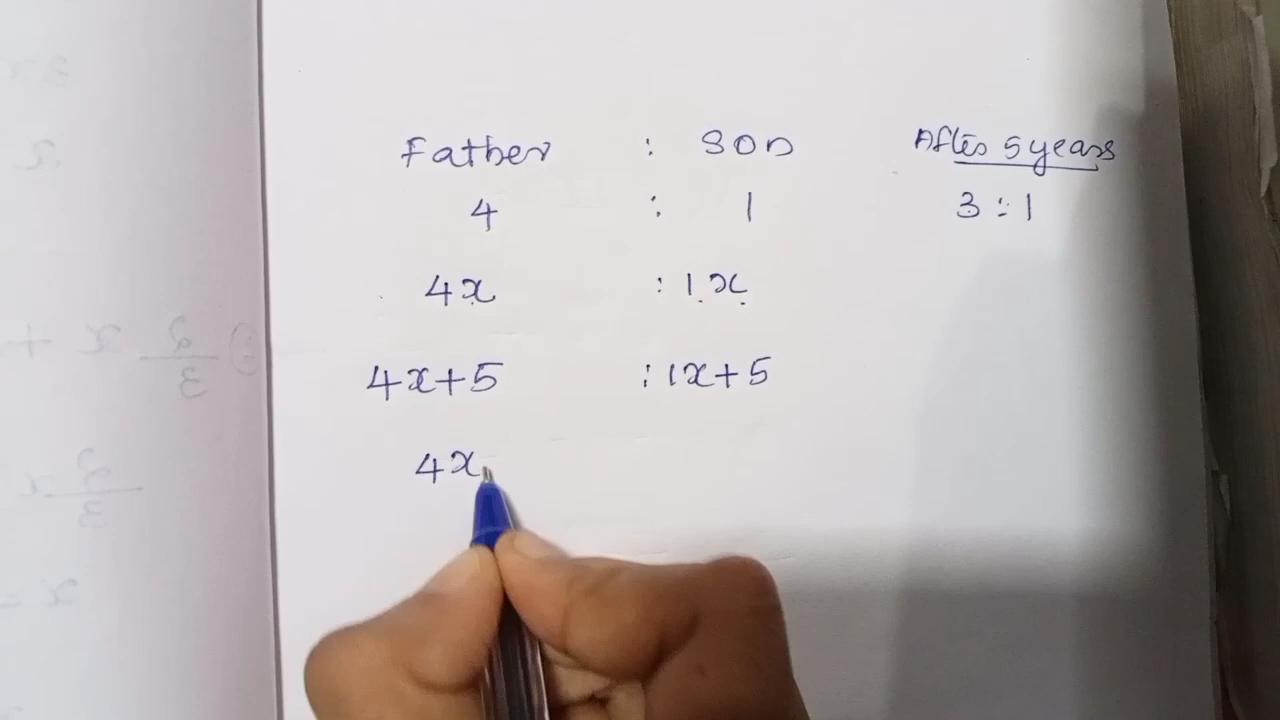 Father : Son After 5 years
4 : 1 3 : 1
4x : 1x
4x+5 : 1x+5
4x